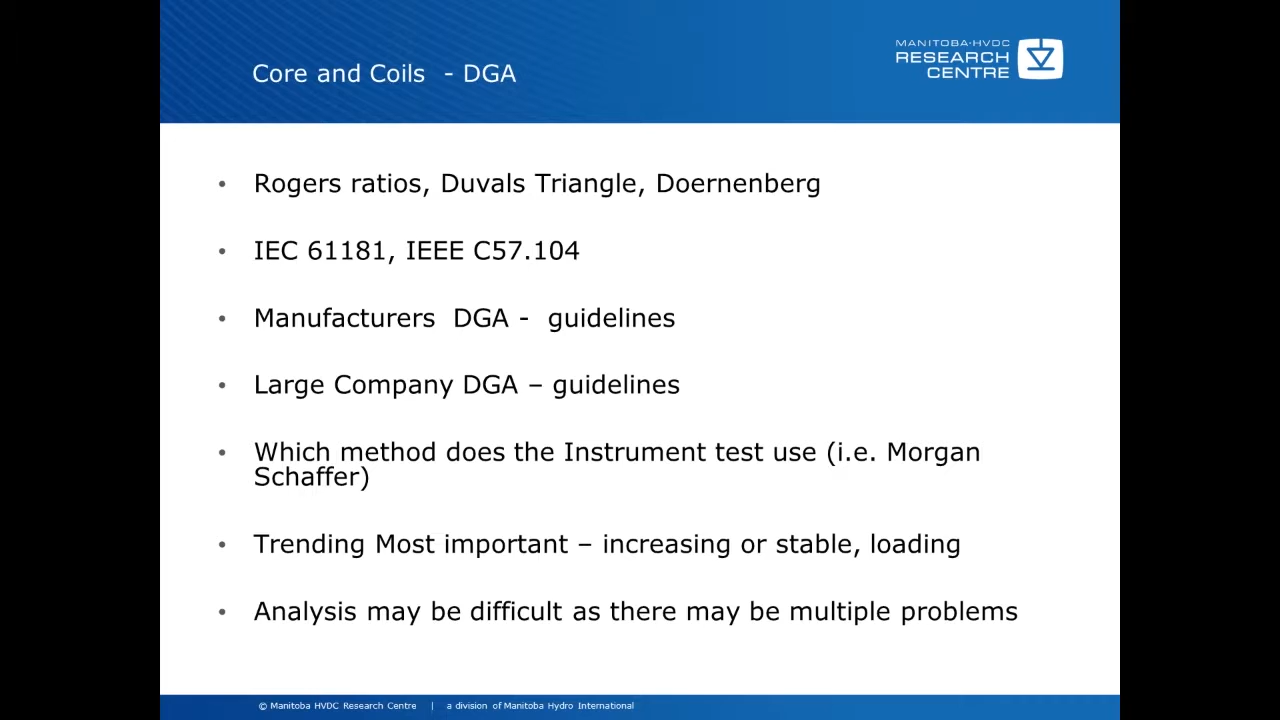 Core and Coils - DGA
MANITOBA·HVDC
RESEARCH
CENTRE
• Rogers ratios, Duvals Triangle, Doernenberg
• IEC 61181, IEEE C57.104
• Manufacturers DGA - guidelines
• Large Company DGA – guidelines
• Which method does the Instrument test use (i.e. Morgan
Schaffer)
• Trending Most important – increasing or stable, loading
• Analysis may be difficult as there may be multiple problems
© Manitoba HVDC Research Centre | a division of Manitoba Hydro International